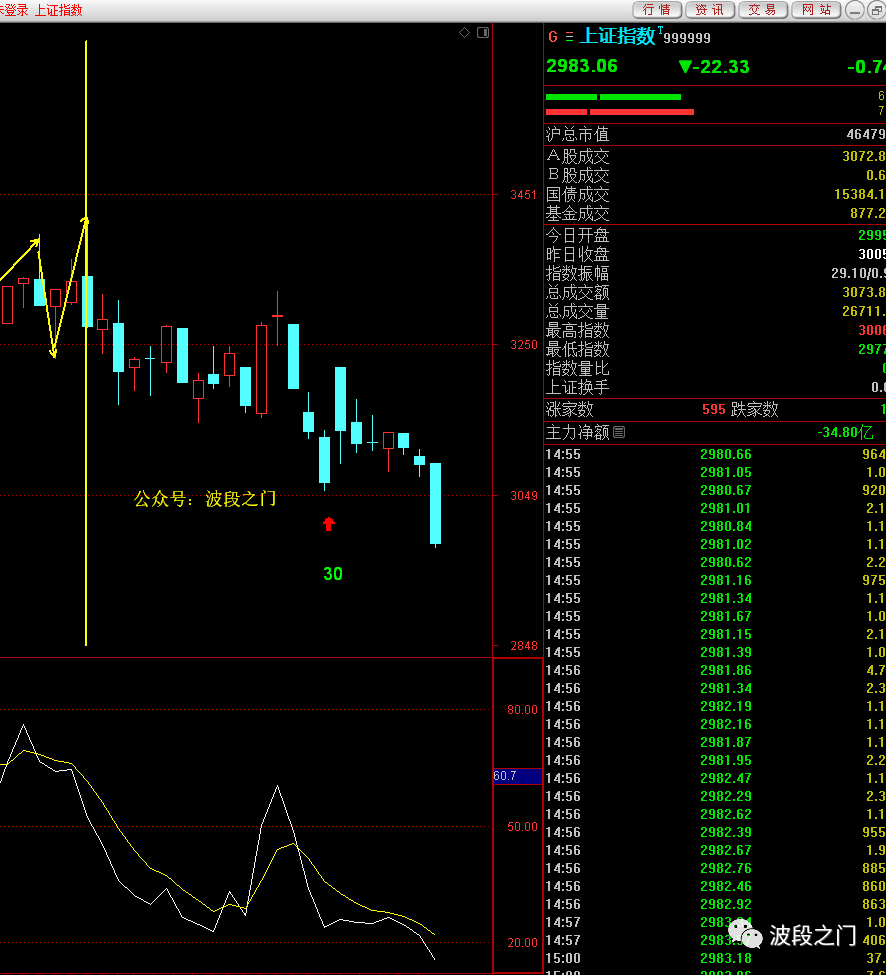 未登录 上证指数
行情 资讯 交易 网站
G 上证指数 T 999999
2983.06 ▼-22.33 -0.74
6
7
沪总市值 46479
A股成交 3072.8
B股成交 0.6
国债成交 15384.1
基金成交 877.2
今日开盘 2995
昨日收盘 3005
指数振幅 29.10/0.9
总成交额 3073.8
总成交量 26711.
最高指数 3006
最低指数 2977
指数量比 0
上证换手 0.0
涨家数 595 跌家数 1
主力净额 -34.80亿
14:55 2980.66 964
14:55 2981.05 1.0
14:55 2980.67 920
14:55 2981.01 2.1
14:55 2980.84 1.1
14:55 2981.02 1.1
14:55 2980.62 2.2
14:55 2981.16 975
14:55 2981.34 1.1
14:55 2981.67 1.0
14:55 2981.15 2.1
14:55 2981.39 1.0
14:56 2981.86 4.7
14:56 2981.34 2.3
14:56 2982.19 1.1
14:56 2982.16 1.1
14:56 2981.87 1.1
14:56 2981.95 2.2
14:56 2982.47 1.1
14:56 2982.29 2.3
14:56 2982.62 1.1
14:56 2982.39 955
14:56 2982.67 1.9
14:56 2982.76 885
14:56 2982.46 860
14:56 2982.92 863
14:57 1.0
14:57 406
15:00 2983.18 37.
3451
3250
3049
2848
公众号：波段之门
30
80.00
60.7
50.00
20.00
波段之门